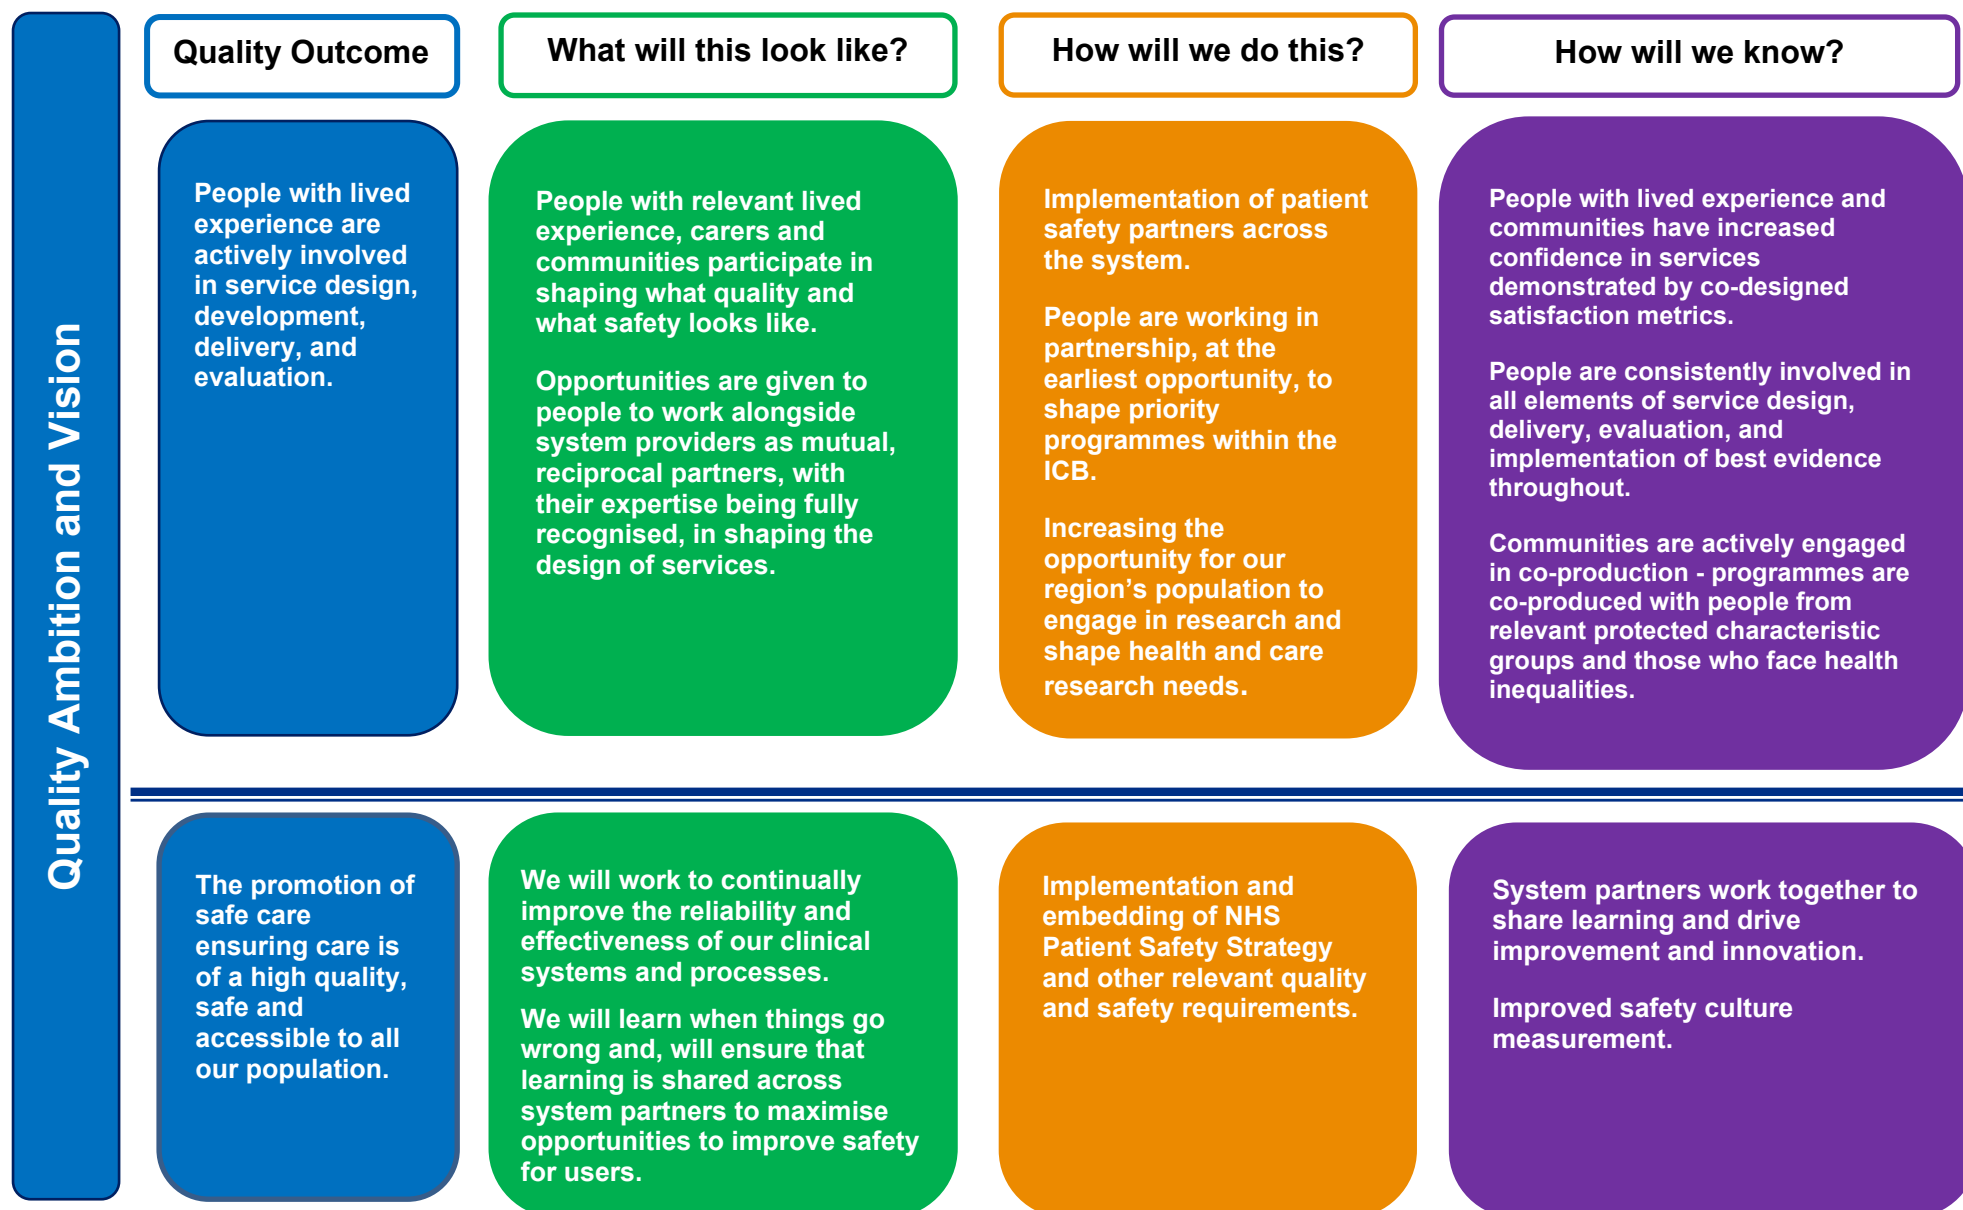 Quality Ambition and Vision
Quality Outcome
What will this look like?
How will we do this?
How will we know?
People with lived
experience are
actively involved
in service design,
development,
delivery, and
evaluation.
People with relevant lived
experience, carers and
communities participate in
shaping what quality and
what safety looks like.
Opportunities are given to
people to work alongside
system providers as mutual,
reciprocal partners, with
their expertise being fully
recognised, in shaping the
design of services.
Implementation of patient
safety partners across
the system.
People are working in
partnership, at the
earliest opportunity, to
shape priority
programmes within the
ICB.
Increasing the
opportunity for our
region’s population to
engage in research and
shape health and care
research needs.
People with lived experience and
communities have increased
confidence in services
demonstrated by co-designed
satisfaction metrics.
People are consistently involved in
all elements of service design,
delivery, evaluation, and
implementation of best evidence
throughout.
Communities are actively engaged
in co-production - programmes are
co-produced with people from
relevant protected characteristic
groups and those who face health
inequalities.
The promotion of
safe care
ensuring care is
of a high quality,
safe and
accessible to all
our population.
We will work to continually
improve the reliability and
effectiveness of our clinical
systems and processes.
We will learn when things go
wrong and, will ensure that
learning is shared across
system partners to maximise
opportunities to improve safety
for users.
Implementation and
embedding of NHS
Patient Safety Strategy
and other relevant quality
and safety requirements.
System partners work together to
share learning and drive
improvement and innovation.
Improved safety culture
measurement.